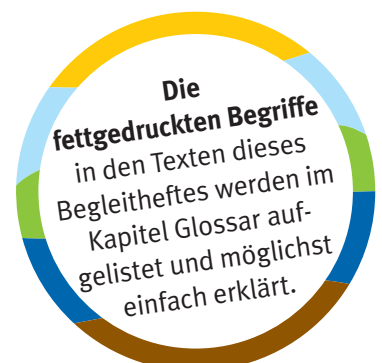 Die
fettgedruckten Begriffe
in den Texten dieses
Begleitheftes werden im
Kapitel Glossar auf-
gelistet und möglichst
einfach erklärt.